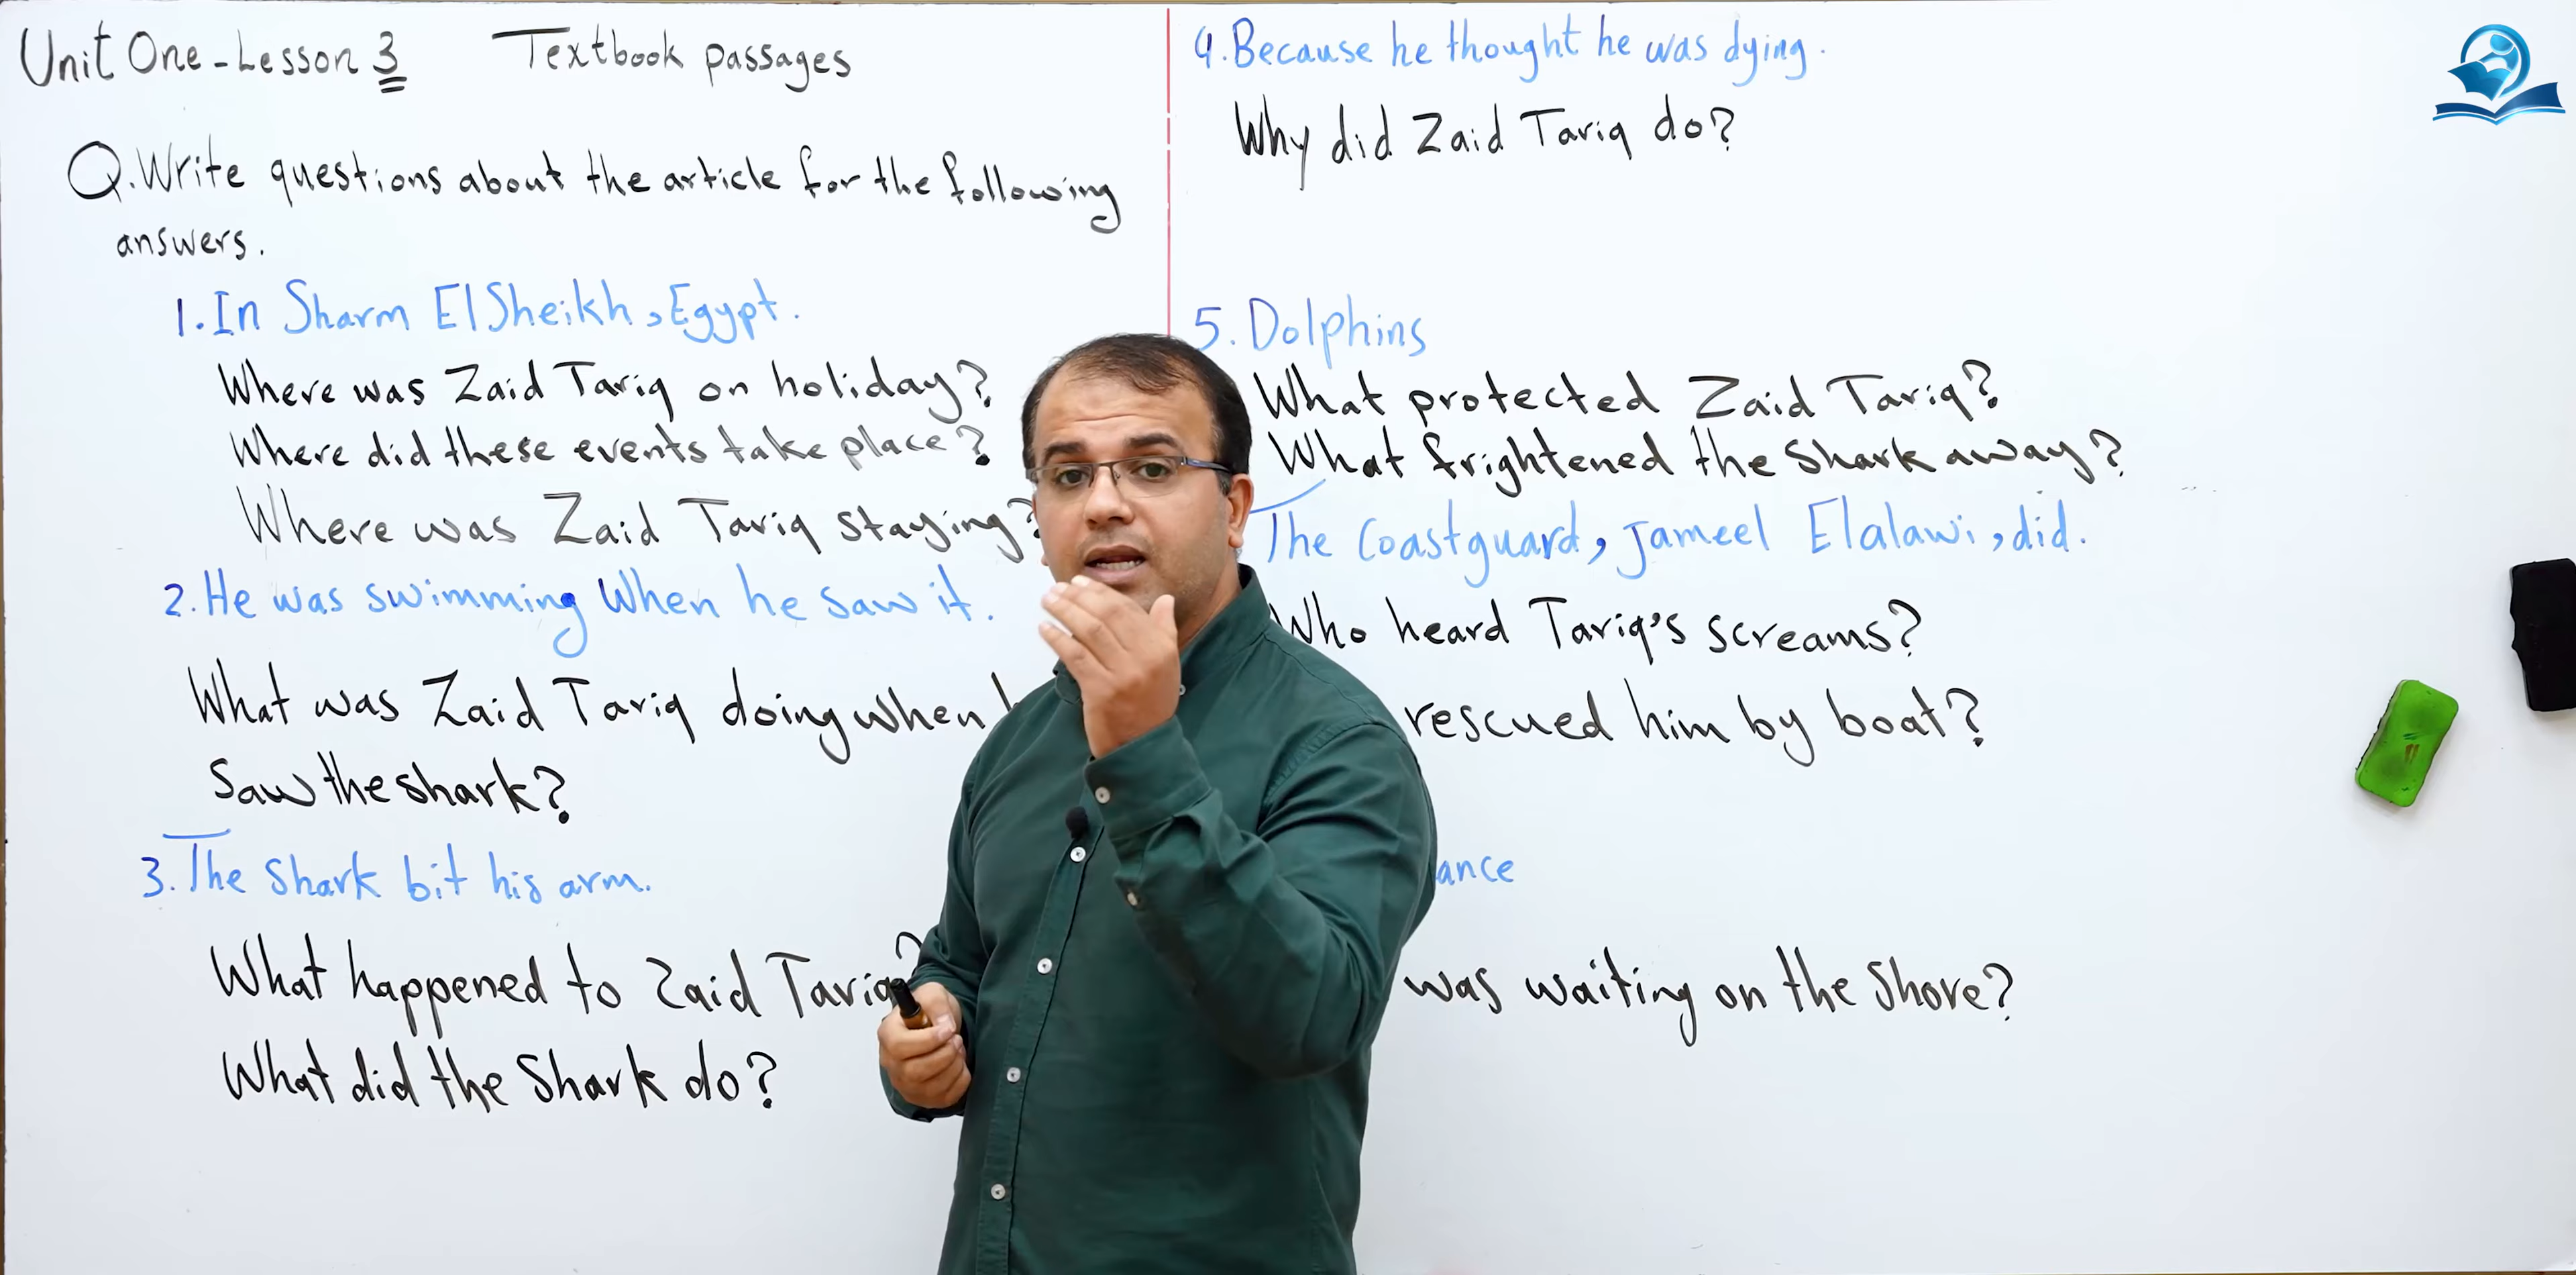 Unit One - Lesson 3 Textbook passages
Q. Write questions about the article for the following
answers.
1. In Sharm El Sheikh, Egypt.
Where was Zaid Tariq on holiday?
Where did these events take place?
Where was Zaid Tariq staying?
2. He was swimming when he saw it.
What was Zaid Tariq doing when
saw the shark?
3. The shark bit his arm.
What happened to Zaid Tariq?
What did the shark do?
4. Because he thought he was dying.
Why did Zaid Tariq do?
5. Dolphins
What protected Zaid Tariq?
What frightened the shark away?
The Coastguard, Jameel Elalawi, did.
Who heard Tariq's screams?
rescued him by boat?
ance
was waiting on the shore?